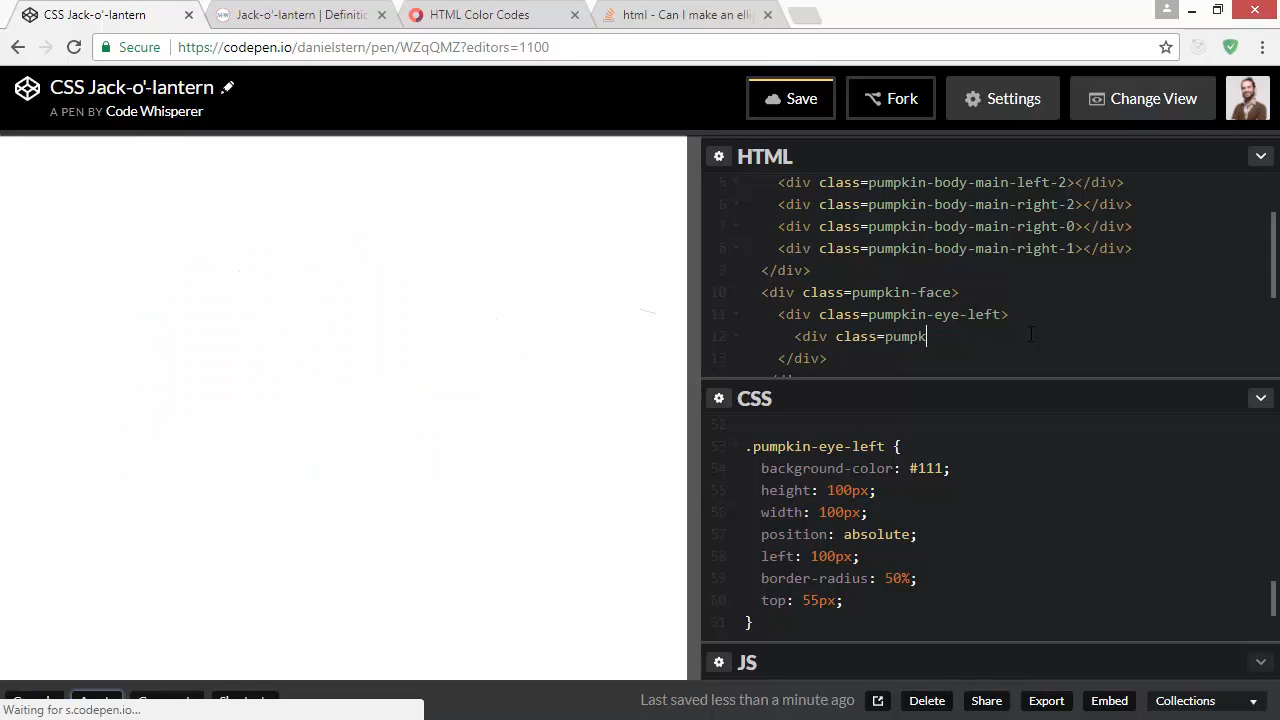 CSS Jack-o'-lantern
Jack-o'-lantern | Definiti
HTML Color Codes
html - Can I make an elli
Secure
https://codepen.io/danielstern/pen/WZqQMZ?editors=1100
CSS Jack-o'-lantern
A PEN BY Code Whisperer
Save
Fork
Settings
Change View
HTML
5 <div class=pumpkin-body-main-left-2></div>
6 <div class=pumpkin-body-main-right-2></div>
7 <div class=pumpkin-body-main-right-0></div>
8 <div class=pumpkin-body-main-right-1></div>
9 </div>
10 <div class=pumpkin-face>
11 <div class=pumpkin-eye-left>
12 <div class=pumpk
13 </div>
CSS
52
53 .pumpkin-eye-left {
54 background-color: #111;
55 height: 100px;
56 width: 100px;
57 position: absolute;
58 left: 100px;
59 border-radius: 50%;
60 top: 55px;
61 }
JS
Last saved less than a minute ago
Delete
Share
Export
Embed
Collections
Waiting for s.codepen.io...